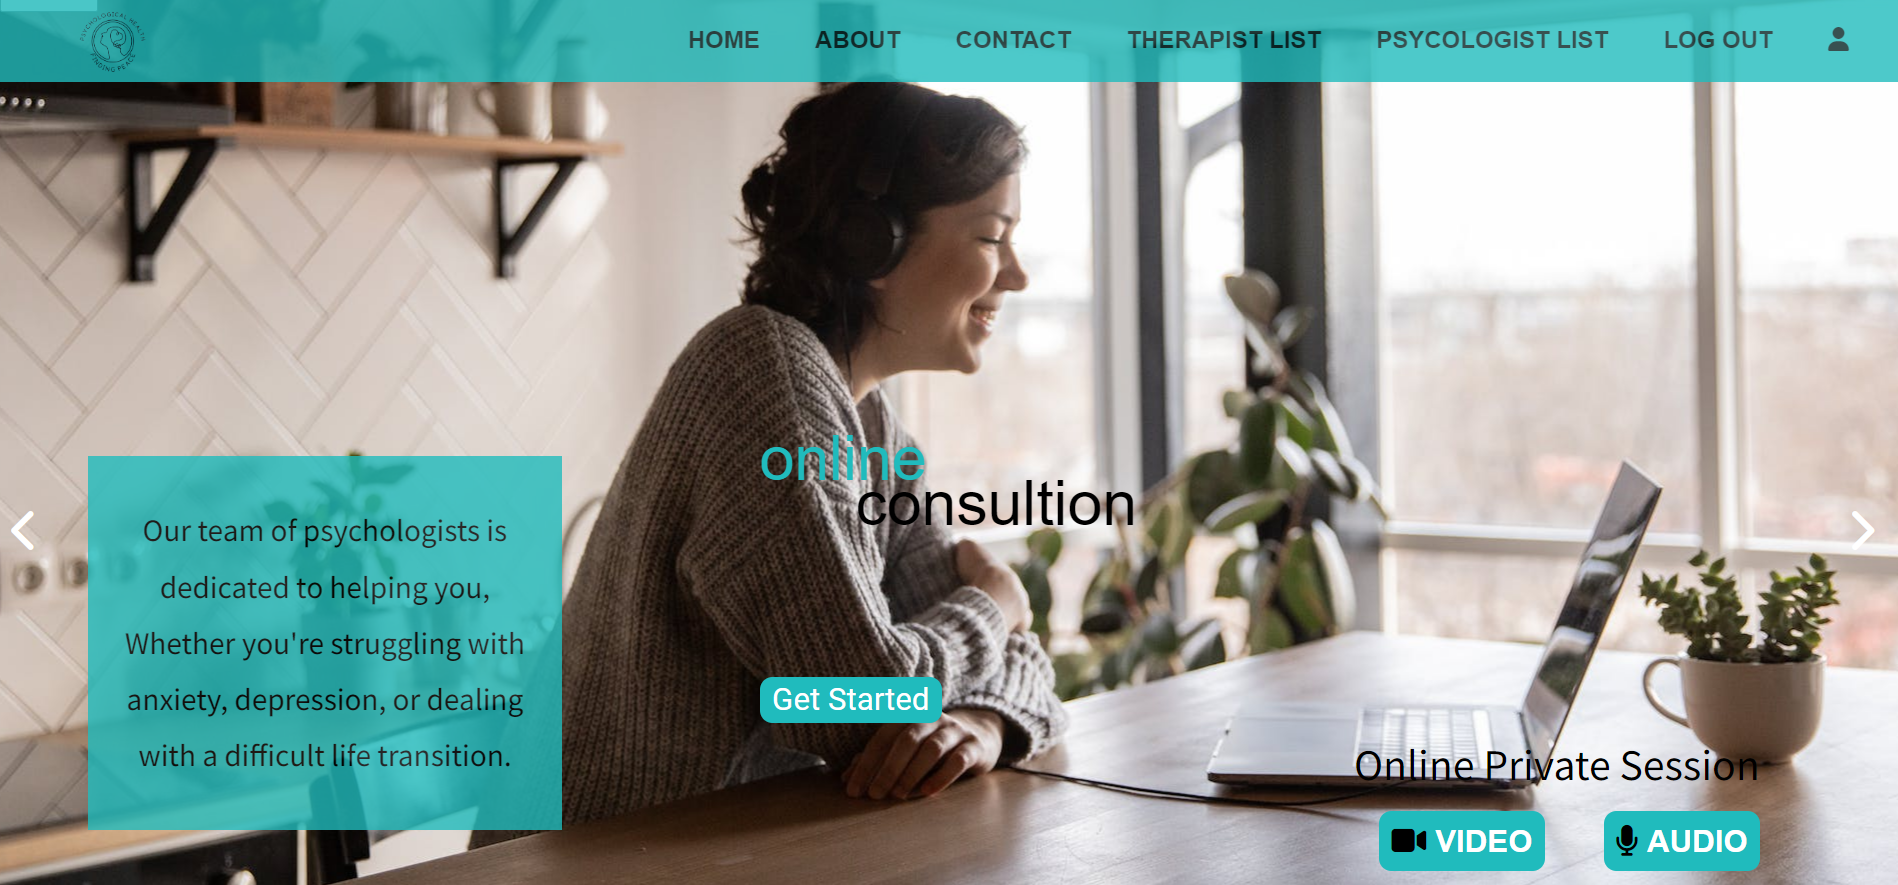 PSYCHOLOGICAL HEALTH
FINDING PEACE
HOME ABOUT CONTACT THERAPIST LIST PSYCOLOGIST LIST LOG OUT
online
consultion
Our team of psychologists is
dedicated to helping you,
Whether you're struggling with
anxiety, depression, or dealing
with a difficult life transition.
Get Started
Online Private Session
VIDEO AUDIO